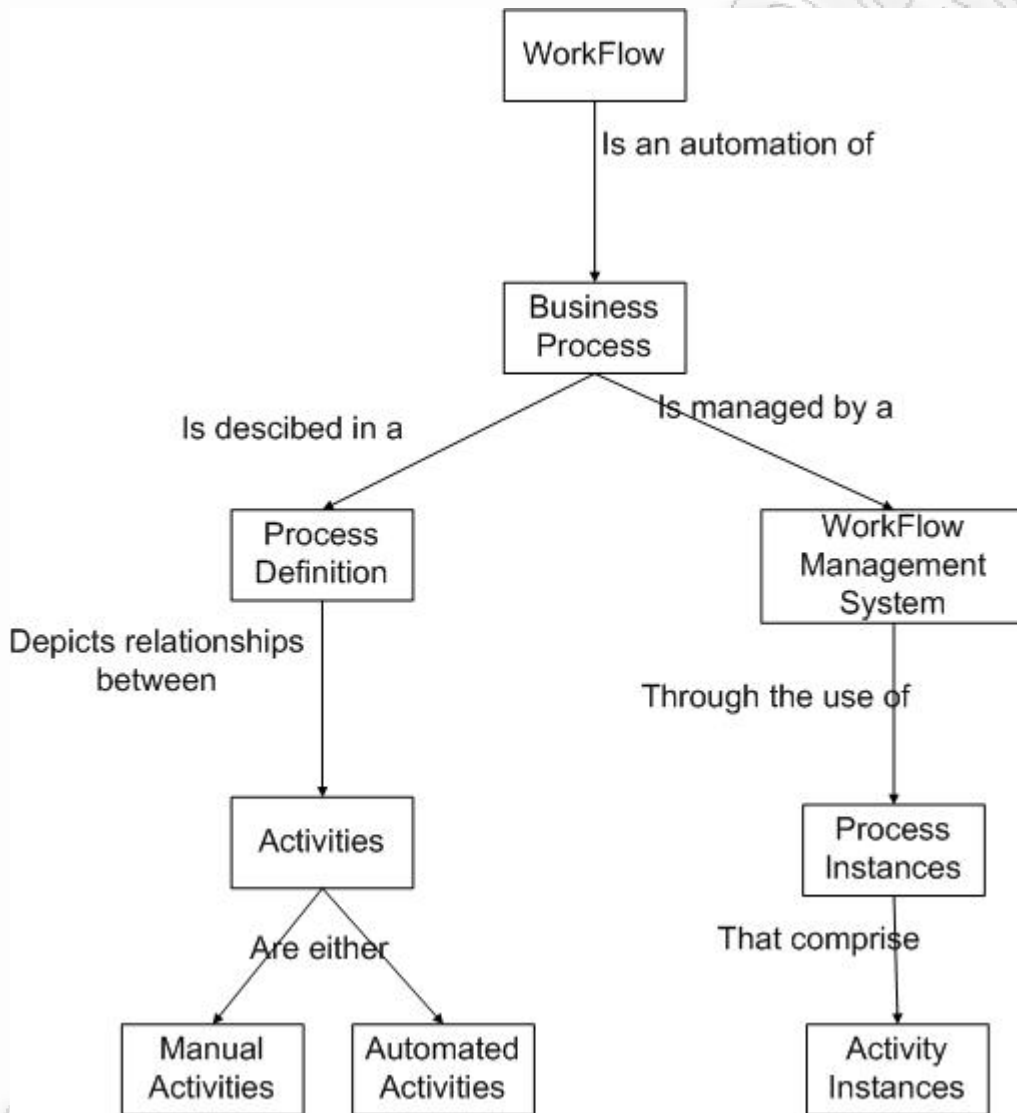 WorkFlow
Is an automation of
Business
Process
Is descibed in a
Is managed by a
Process
Definition
WorkFlow
Management
System
Depicts relationships
between
Through the use of
Activities
Process
Instances
Are either
That comprise
Manual
Activities
Automated
Activities
Activity
Instances